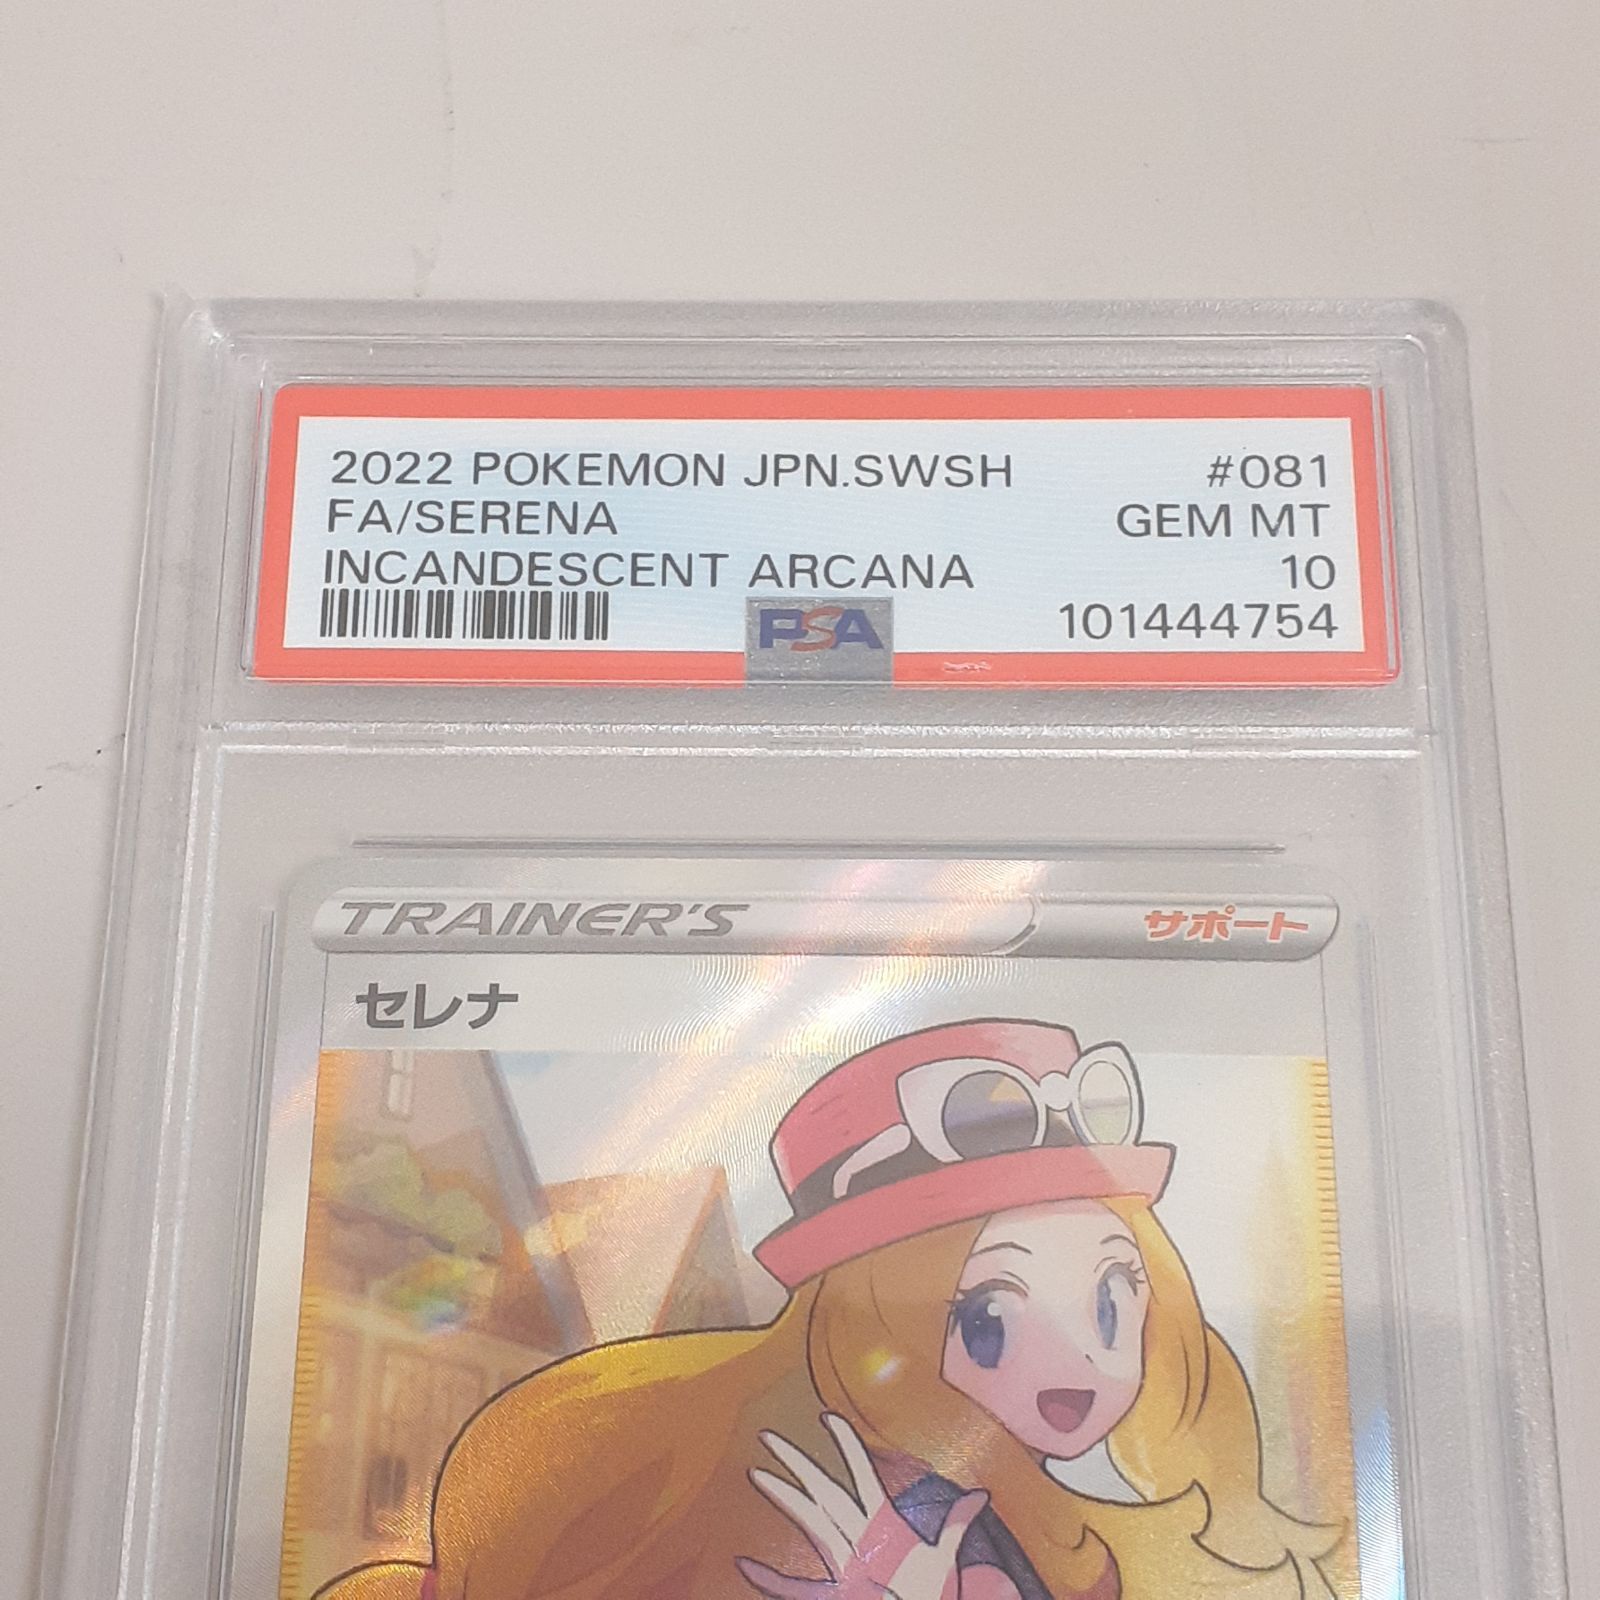 2022 POKEMON JPN.SWSH #081
FA/SERENA GEM MT
INCANDESCENT ARCANA 10
PSA 101444754
TRAINER'S サポート
セレナ